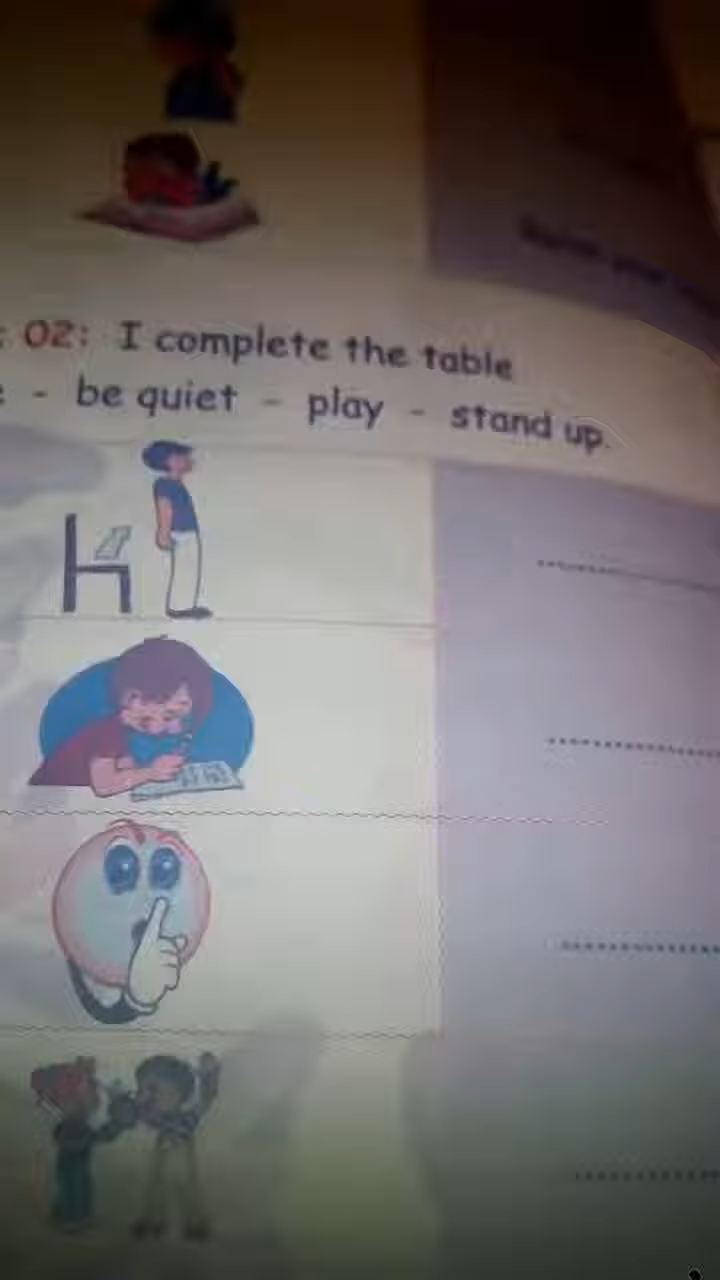 02: I complete the table
- be quiet - play - stand up.